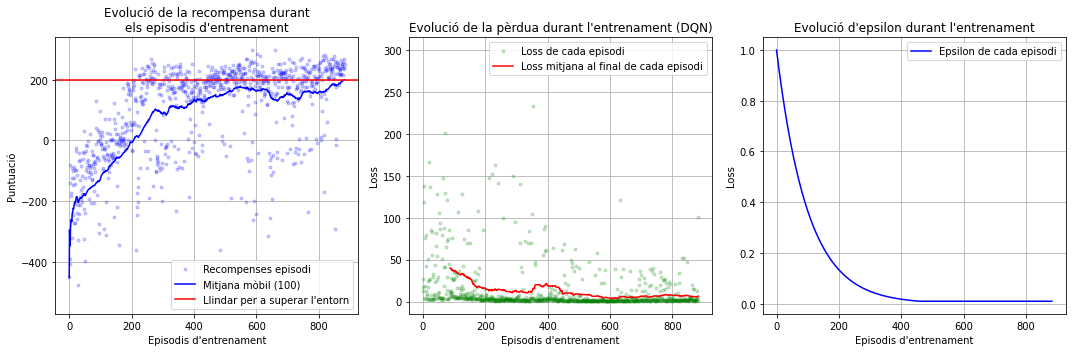 Evolució de la recompensa durant
els episodis d'entrenament
Puntuació
200
0
−200
−400
0
200
400
600
800
Episodis d'entrenament
Recompenses episodi
Mitjana mòbil (100)
Llindar per a superar l'entorn
Evolució de la pèrdua durant l'entrenament (DQN)
Loss
300
250
200
150
100
50
0
0
200
400
600
800
Episodis d'entrenament
Loss de cada episodi
Loss mitjana al final de cada episodi
Evolució d'epsilon durant l'entrenament
Loss
1.0
0.8
0.6
0.4
0.2
0.0
0
200
400
600
800
Episodis d'entrenament
Epsilon de cada episodi